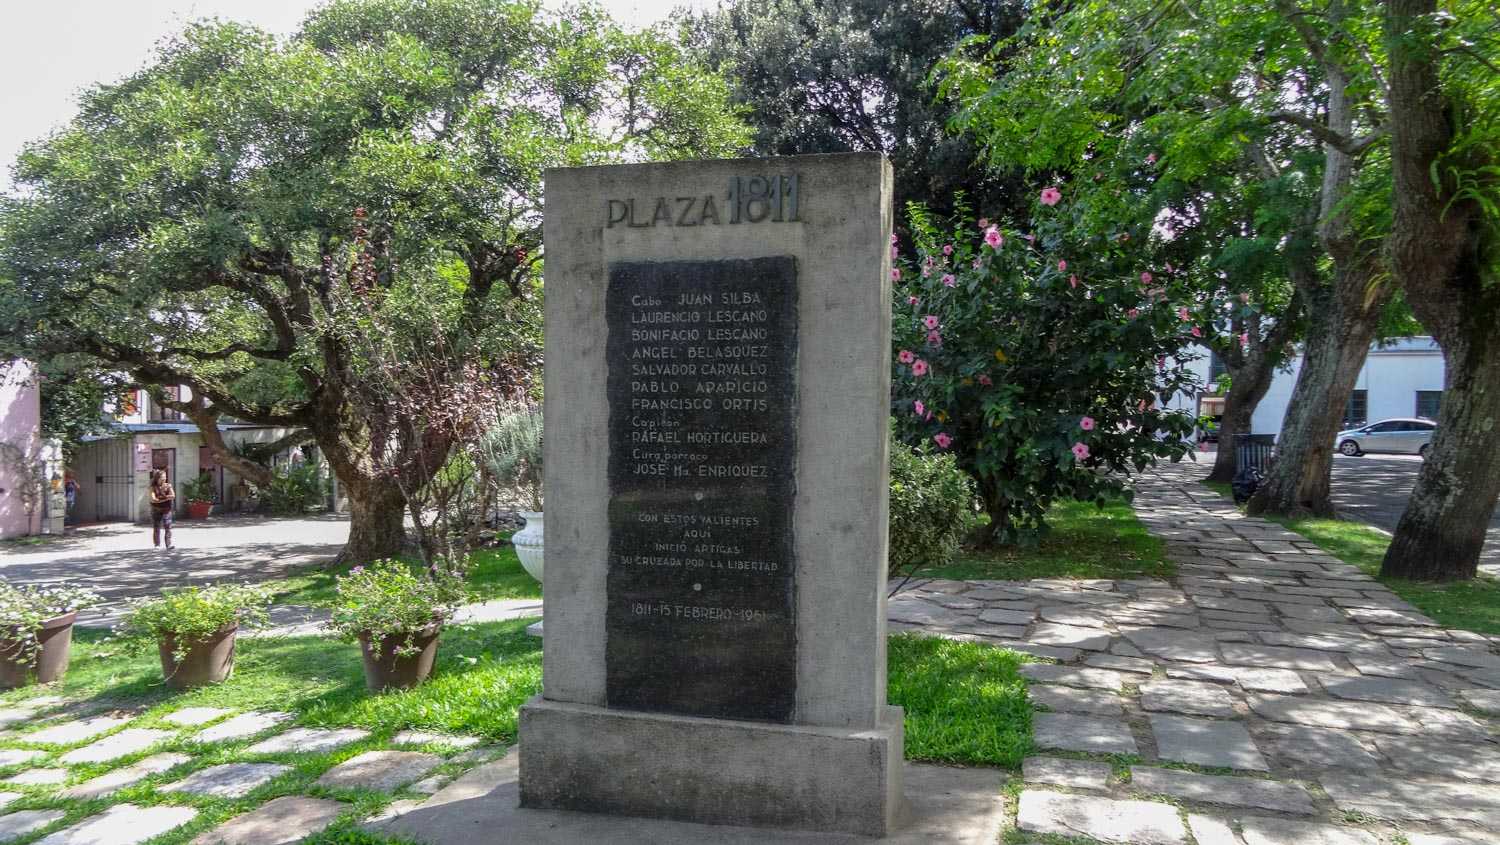 PLAZA 1811
Cabo JUAN SILBA
LAURENCIO LESCANO
BONIFACIO LESCANO
ANGEL BELASQUEZ
SALVADOR CARVALLO
PABLO APARICIO
FRANCISCO ORTIS
Capitan
RAFAEL HORTIGUERA
Cura parroco
JOSE Ma. ENRIQUEZ
CON ESTOS VALIENTES
AQUI
INICIÓ ARTIGAS
SU CRUZADA POR LA LIBERTAD
1811-15 FEBRERO-1961